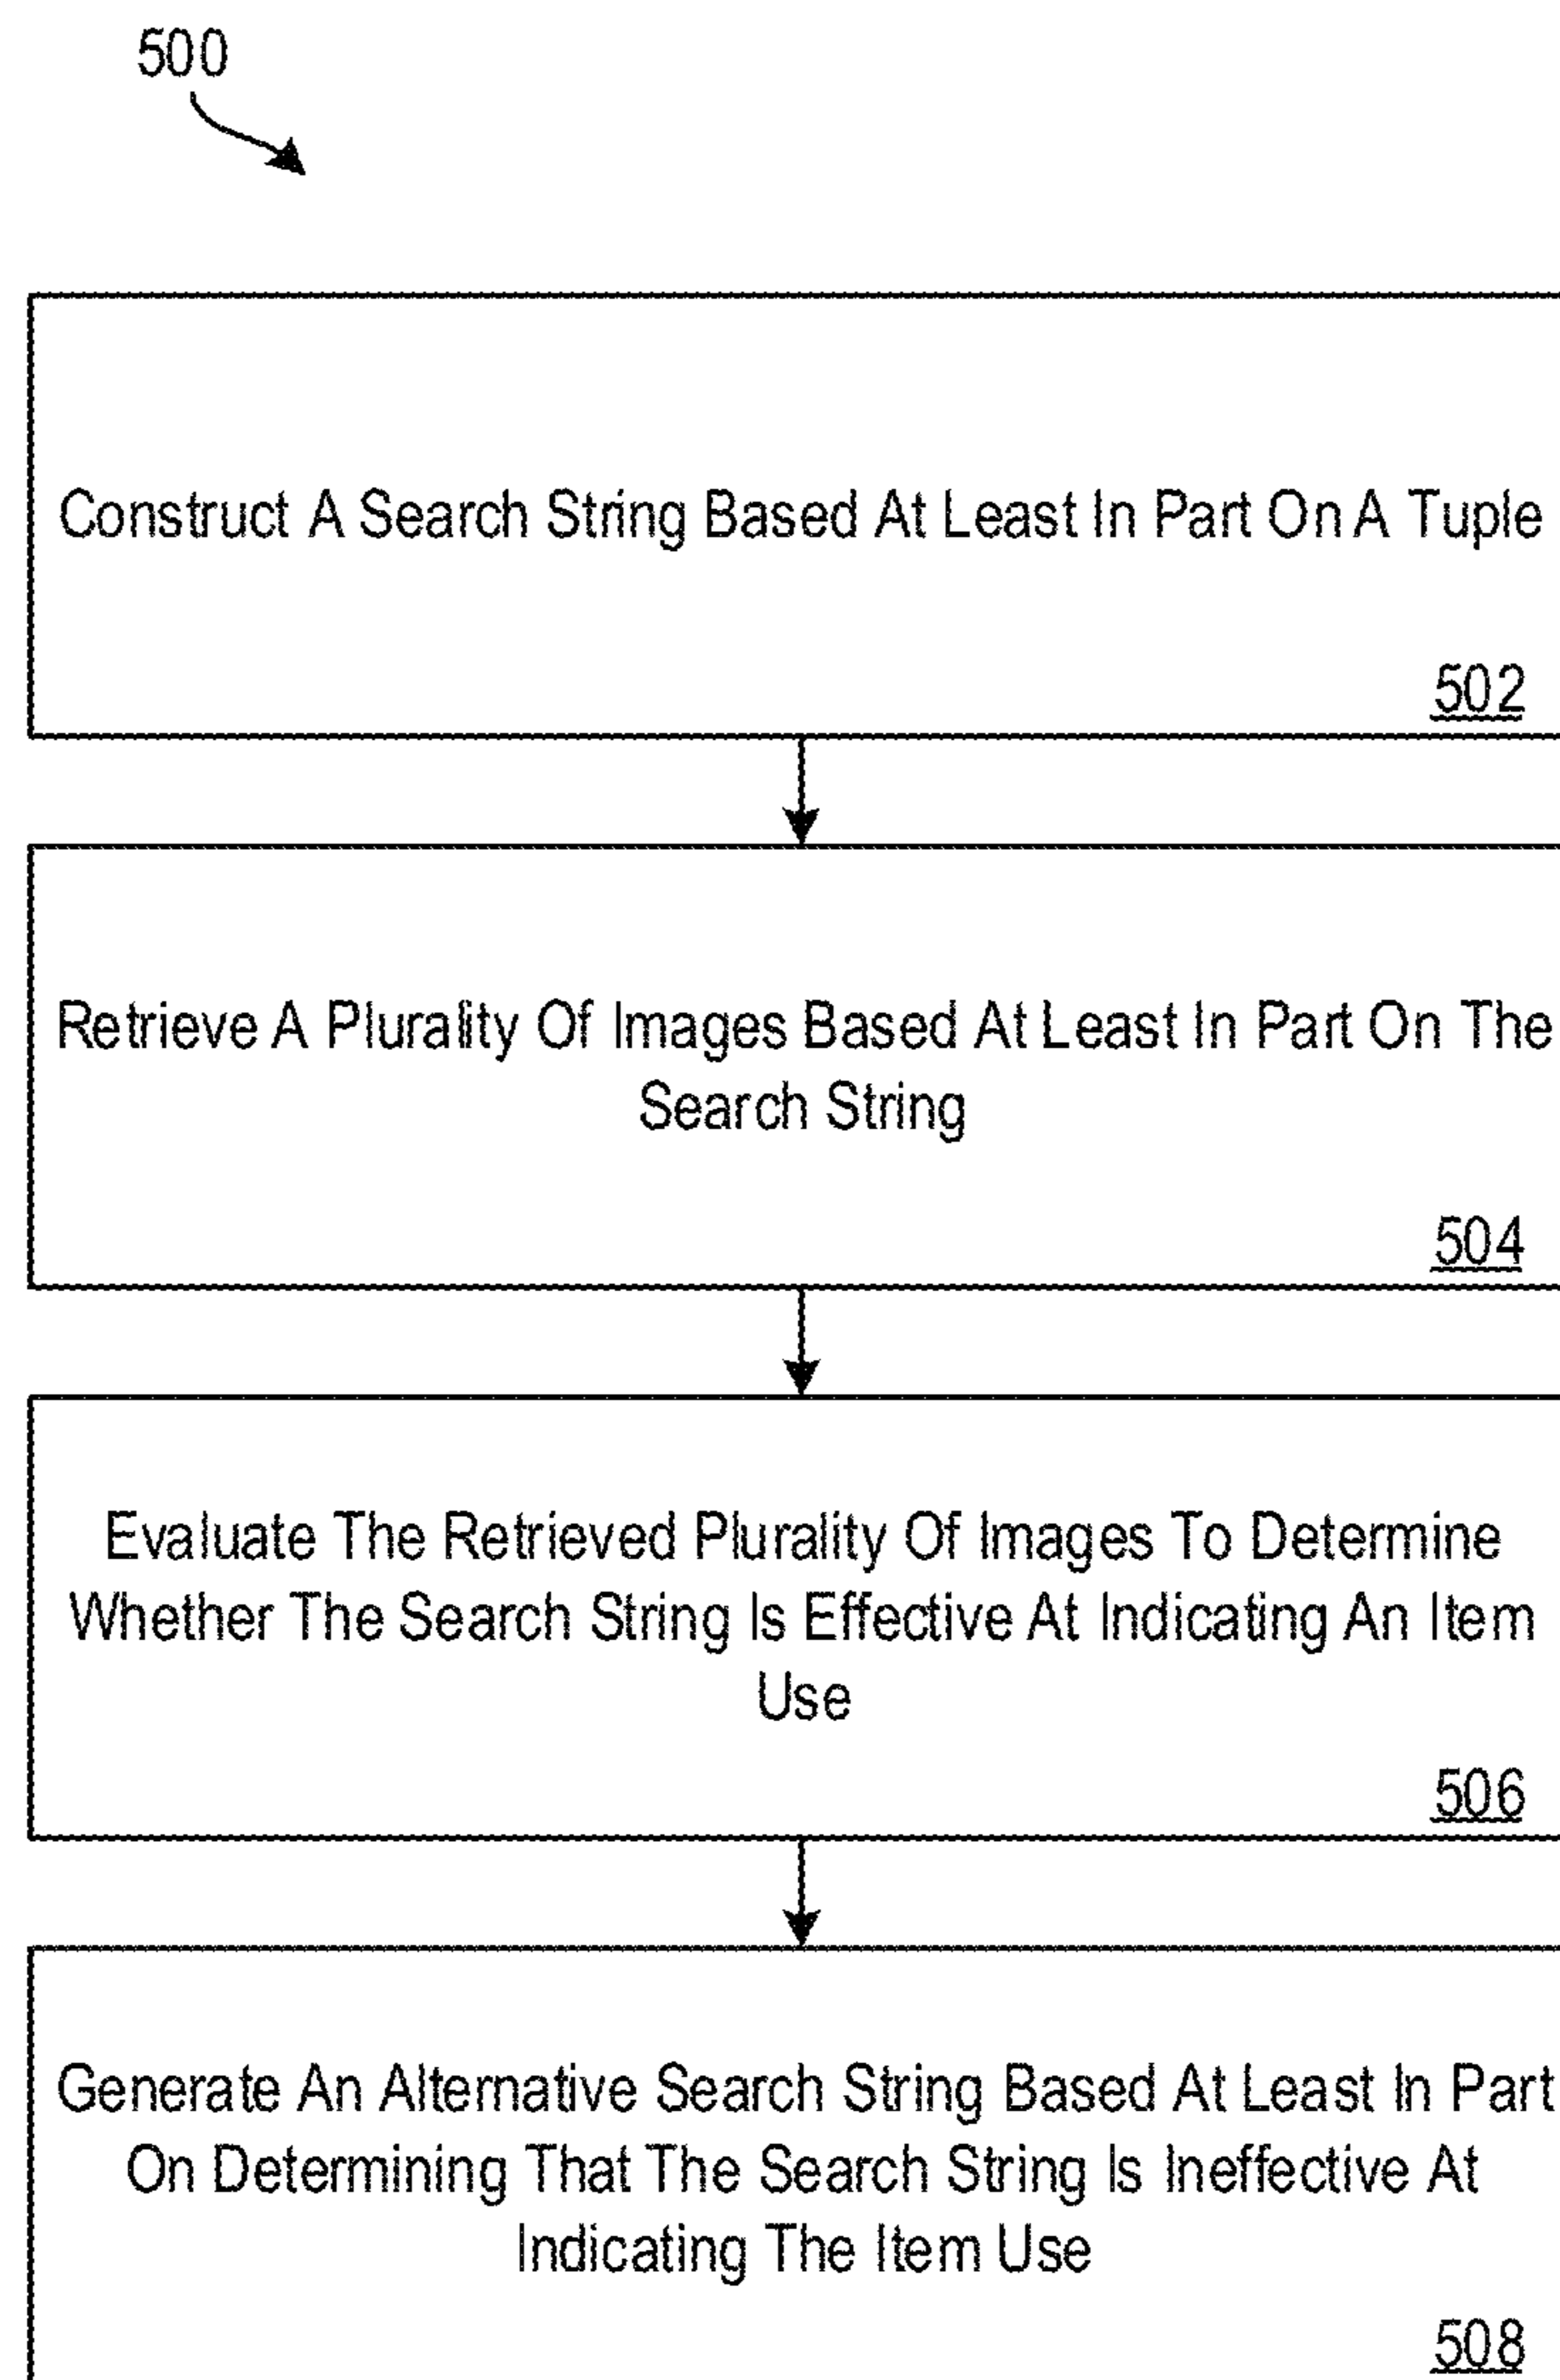 500
Construct A Search String Based At Least In Part On A Tuple
502
Retrieve A Plurality Of Images Based At Least In Part On The
Search String
504
Evaluate The Retrieved Plurality Of Images To Determine
Whether The Search String Is Effective At Indicating An Item
Use
506
Generate An Alternative Search String Based At Least In Part
On Determining That The Search String Is Ineffective At
Indicating The Item Use
508